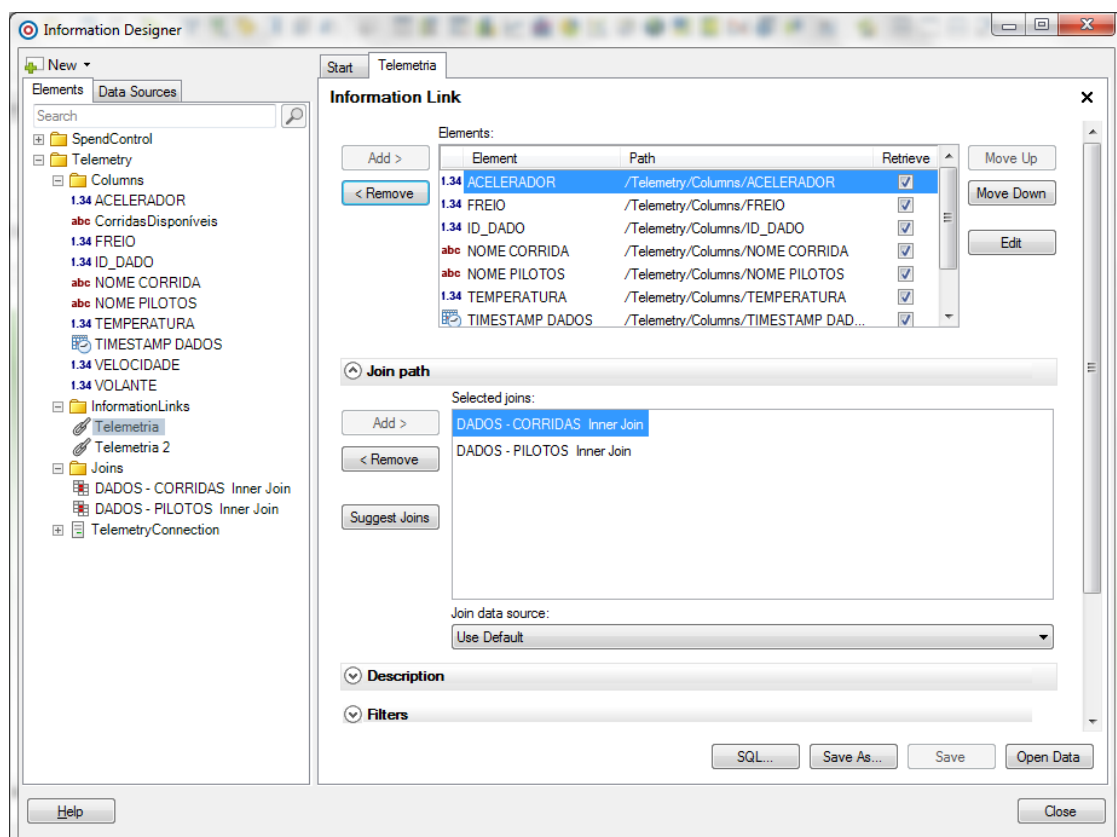 Information Designer
New
Elements
Data Sources
Search
SpendControl
Telemetry
Columns
1.34 ACELERADOR
abc CorridasDisponíveis
1.34 FREIO
1.34 ID_DADO
abc NOME CORRIDA
abc NOME PILOTOS
1.34 TEMPERATURA
TIMESTAMP DADOS
1.34 VELOCIDADE
1.34 VOLANTE
InformationLinks
Telemetria
Telemetria 2
Joins
DADOS - CORRIDAS Inner Join
DADOS - PILOTOS Inner Join
TelemetryConnection
Start
Telemetria
Information Link
Elements:
Add >
< Remove
Element Path Retrieve
1.34 ACELERADOR /Telemetry/Columns/ACELERADOR
1.34 FREIO /Telemetry/Columns/FREIO
1.34 ID_DADO /Telemetry/Columns/ID_DADO
abc NOME CORRIDA /Telemetry/Columns/NOME CORRIDA
abc NOME PILOTOS /Telemetry/Columns/NOME PILOTOS
1.34 TEMPERATURA /Telemetry/Columns/TEMPERATURA
TIMESTAMP DADOS /Telemetry/Columns/TIMESTAMP DAD...
Move Up
Move Down
Edit
Join path
Selected joins:
Add >
< Remove
Suggest Joins
DADOS - CORRIDAS Inner Join
DADOS - PILOTOS Inner Join
Join data source:
Use Default
Description
Filters
SQL...
Save As...
Save
Open Data
Help
Close